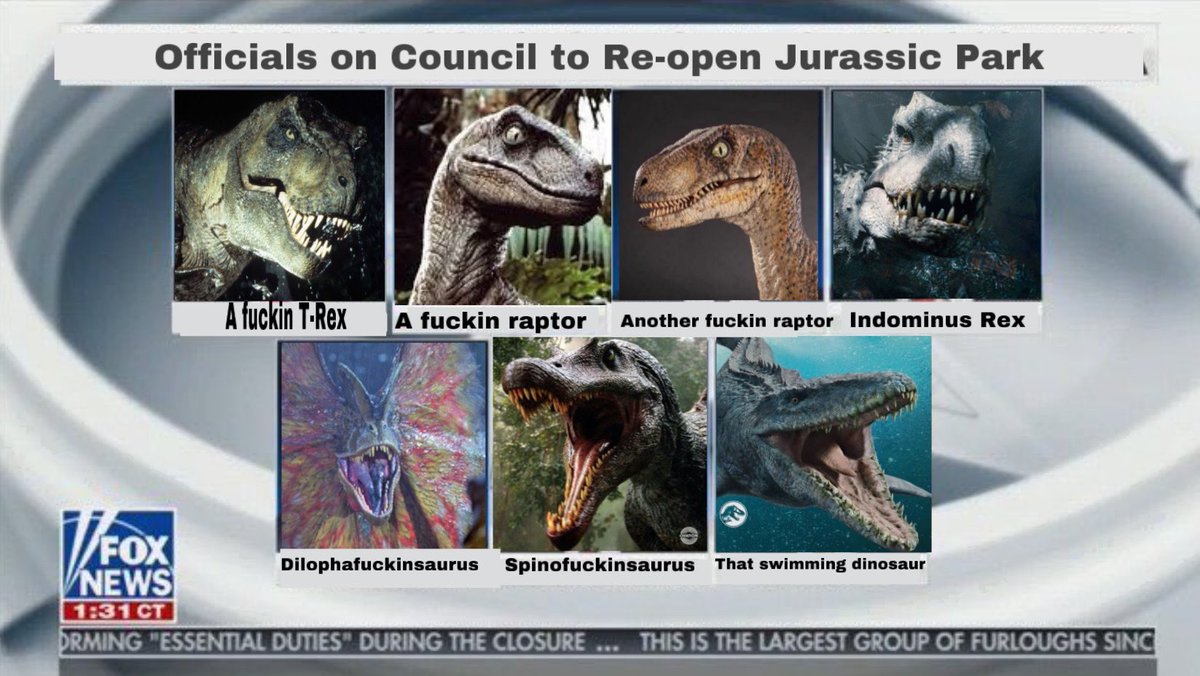 Officials on Council to Re-open Jurassic Park
A fuckin T-Rex
A fuckin raptor
Another fuckin raptor
Indominus Rex
Dilophafuckinsaurus
Spinofuckinsaurus
That swimming dinosaur
FOX
NEWS
1:31 CT
ORMING "ESSENTIAL DUTIES" DURING THE CLOSURE ... THIS IS THE LARGEST GROUP OF FURLOUGHS SINC